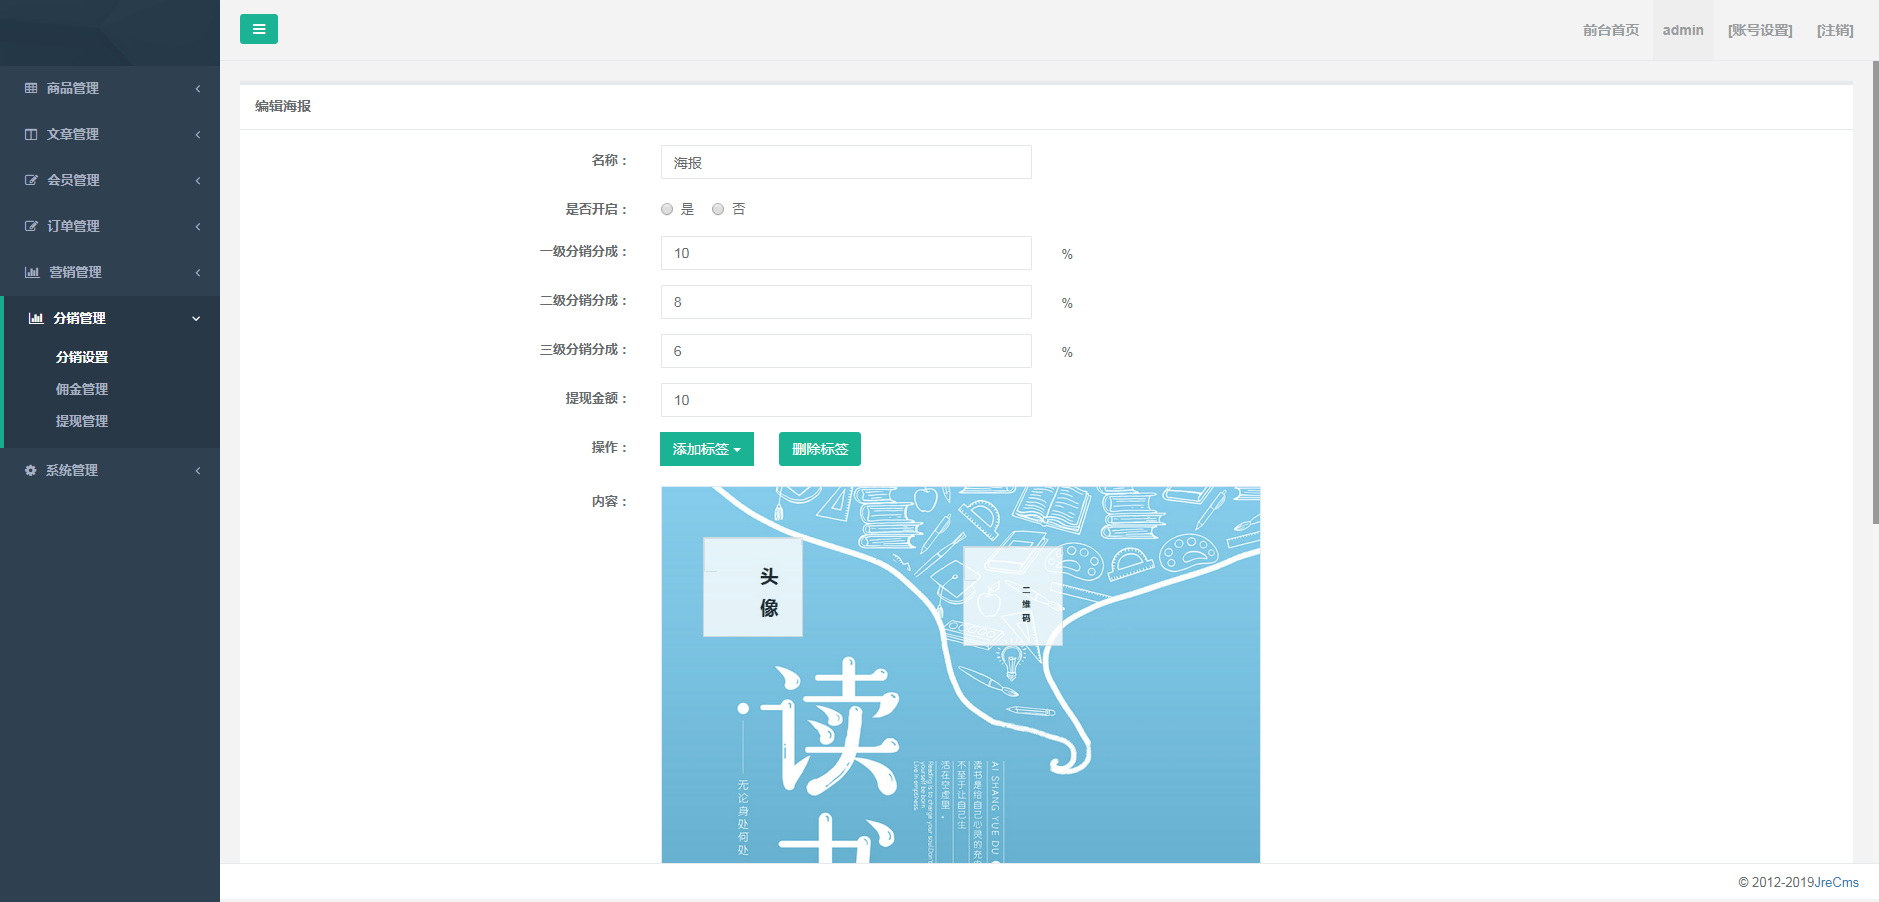 前台首页
admin
[账号设置]
[注销]
商品管理
文章管理
会员管理
订单管理
营销管理
分销管理
分销设置
佣金管理
提现管理
系统管理
编辑海报
名称：
海报
是否开启：
是
否
一级分销分成：
10
%
二级分销分成：
8
%
三级分销分成：
6
%
提现金额：
10
操作：
添加标签
删除标签
内容：
头
像
二
维
码
读
无论身处何处
AI SHANG YUE DU
读书是给自己心灵的充
不至于让自己生
活在空虚里。
© 2012-2019JreCms